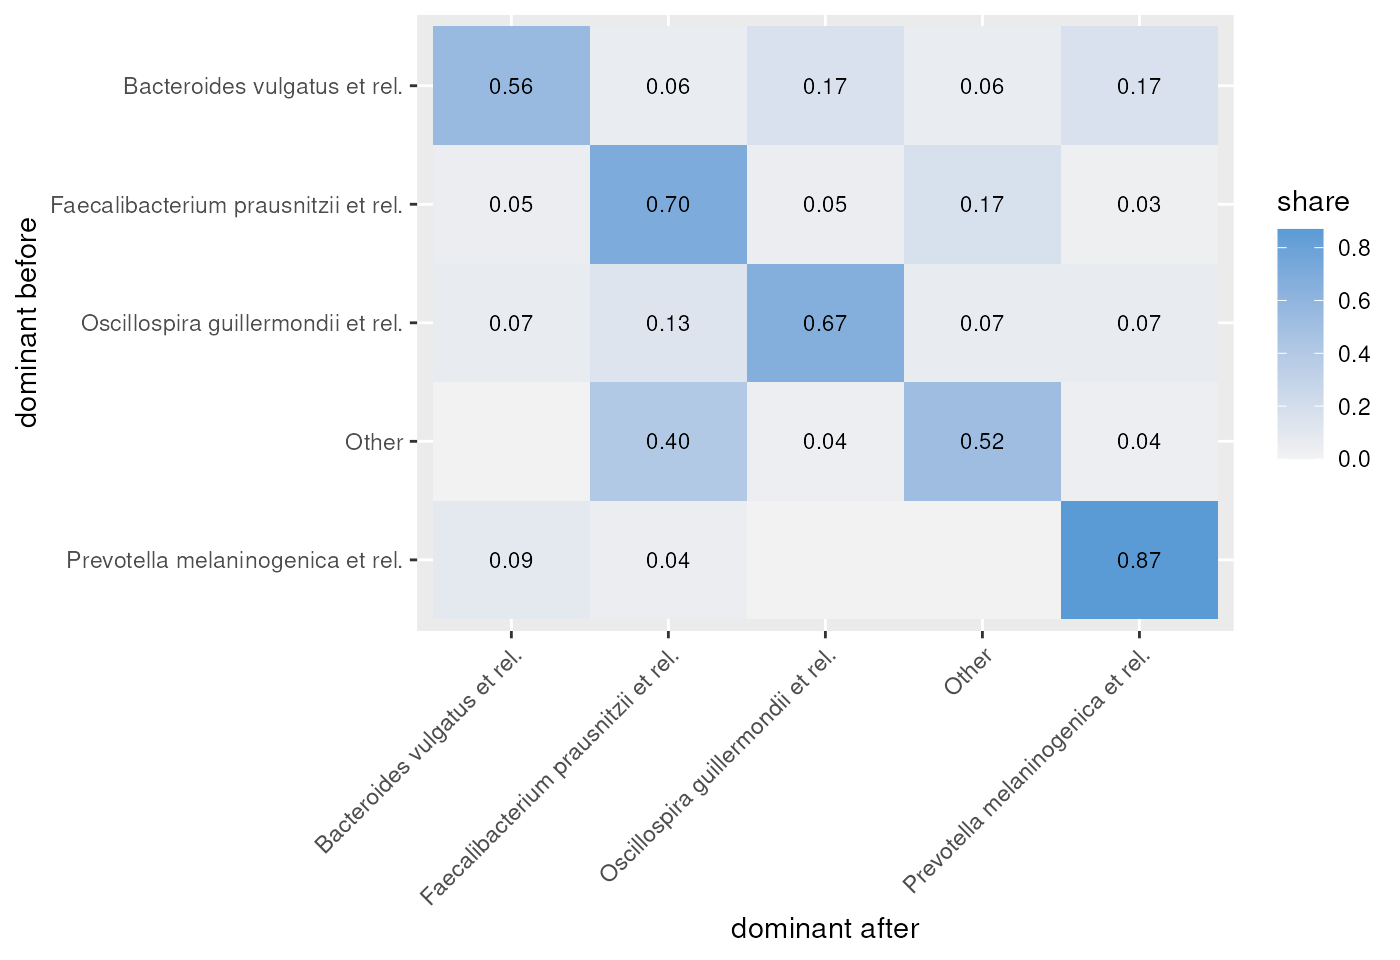 Bacteroides vulgatus et rel. 0.56 0.06 0.17 0.06 0.17
Faecalibacterium prausnitzii et rel. 0.05 0.70 0.05 0.17 0.03
Oscillospira guillermondii et rel. 0.07 0.13 0.67 0.07 0.07
Other 0.40 0.04 0.52 0.04
Prevotella melaninogenica et rel. 0.09 0.04 0.87
dominant before
Bacteroides vulgatus et rel.
Faecalibacterium prausnitzii et rel.
Oscillospira guillermondii et rel.
Other
Prevotella melaninogenica et rel.
dominant after
share
0.8
0.6
0.4
0.2
0.0